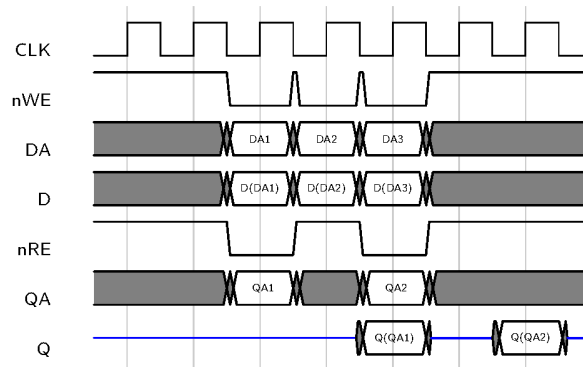 CLK
nWE
DA DA1 DA2 DA3
D D(DA1) D(DA2) D(DA3)
nRE
QA QA1 QA2
Q Q(QA1) Q(QA2)